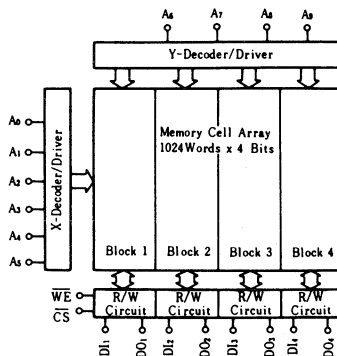 A₆ A₇ A₈ A₉
Y-Decoder/Driver
A₀
A₁
A₂
A₃
A₄
A₅
X-Decoder/Driver
Memory Cell Array
1024Words x 4 Bits
Block 1 Block 2 Block 3 Block 4
W̅E̅
C̅S̅
R/W Circuit
R/W Circuit
R/W Circuit
R/W Circuit
DI₁ DO₁ DI₂ DO₂ DI₃ DO₃ DI₄ DO₄